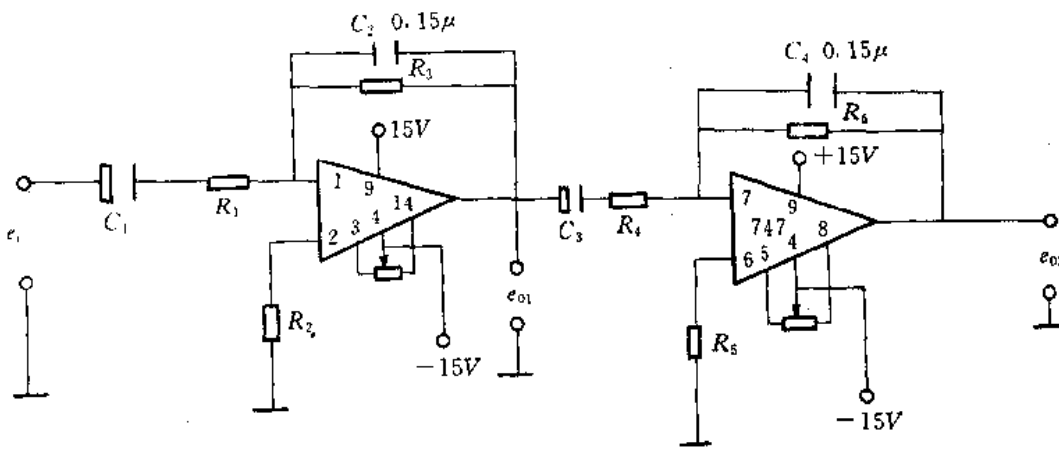 C₂ 0.15μ
R₃
C₄ 0.15μ
R₆
15V
+15V
C₁
R₁
1
9
14
2
3
4
C₃
R₄
7
9
747
8
6
5
4
eᵢ
R₂
e₀₁
e₀₂
R₅
−15V
−15V